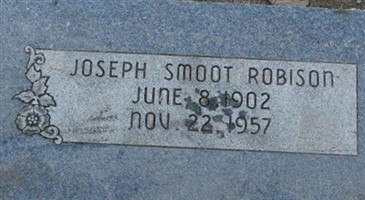 JOSEPH SMOOT ROBISON
JUNE 8 1902
NOV. 22 1957